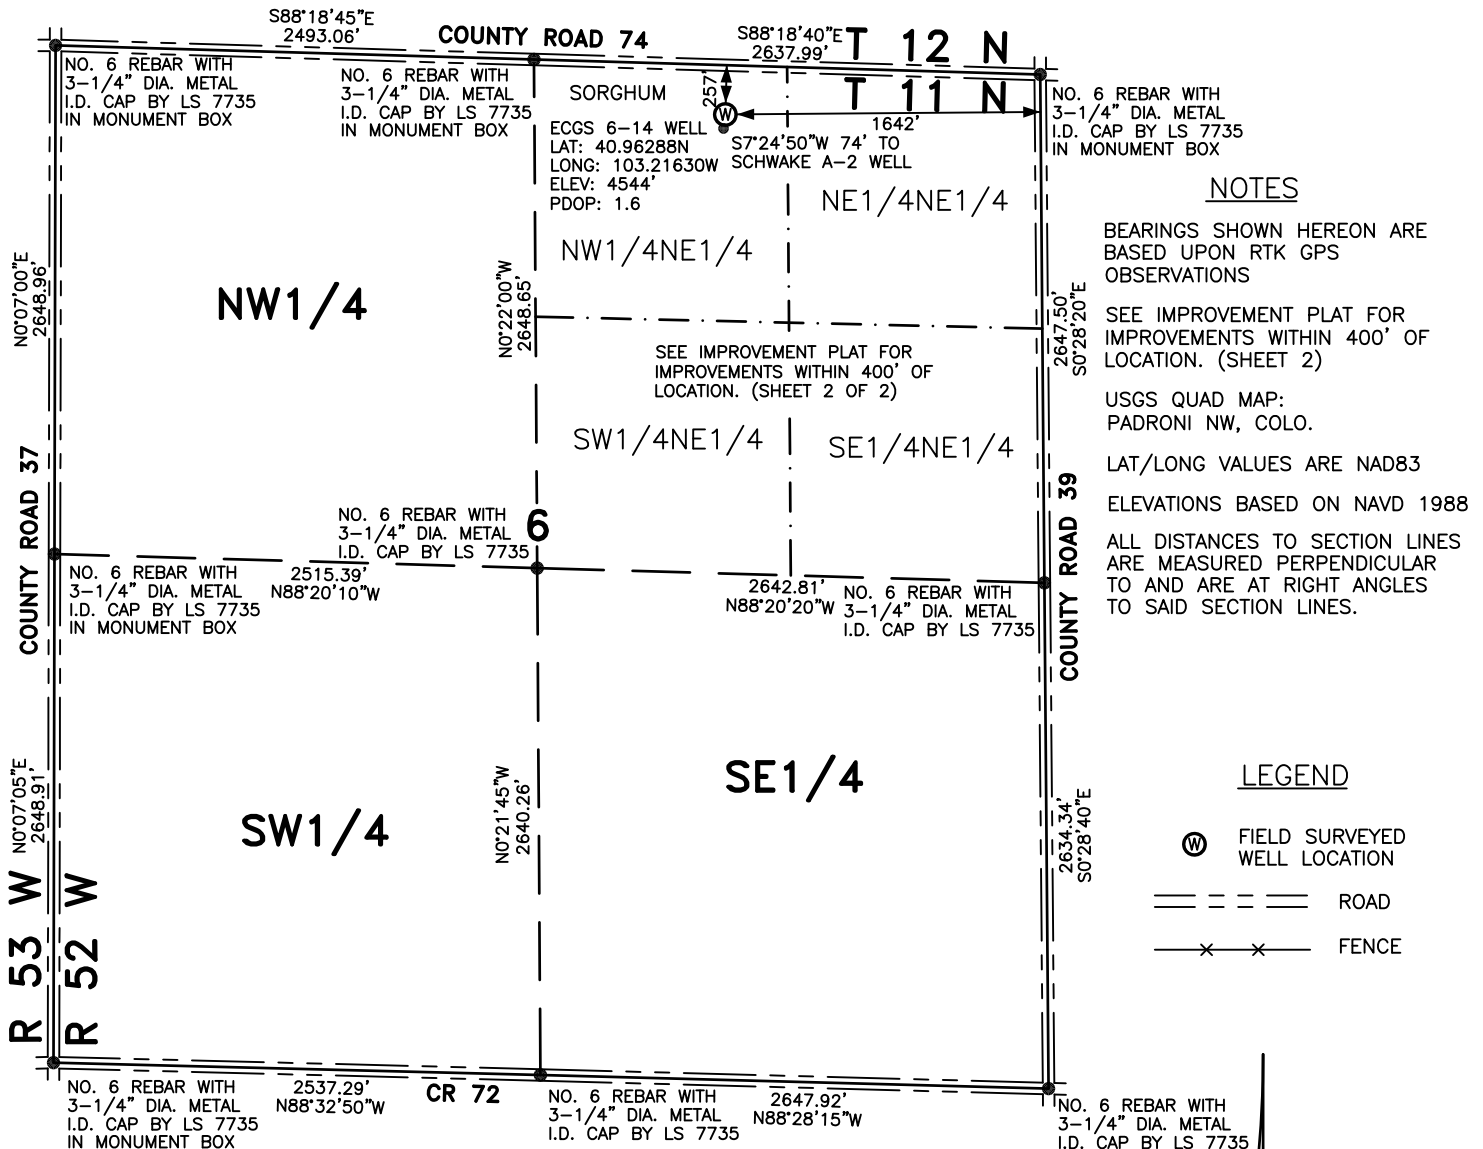 S88°18'45"E
2493.06'
COUNTY ROAD 74
S88°18'40"E
2637.99'
T 12 N
T 11 N
NO. 6 REBAR WITH
3-1/4" DIA. METAL
I.D. CAP BY LS 7735
IN MONUMENT BOX
NO. 6 REBAR WITH
3-1/4" DIA. METAL
I.D. CAP BY LS 7735
IN MONUMENT BOX
SORGHUM
257'
W
1642'
NO. 6 REBAR WITH
3-1/4" DIA. METAL
I.D. CAP BY LS 7735
IN MONUMENT BOX
ECGS 6-14 WELL
LAT: 40.96288N
LONG: 103.21630W
ELEV: 4544'
PDOP: 1.6
S7°24'50"W 74' TO
SCHWAKE A-2 WELL
NE1/4NE1/4
NW1/4NE1/4
NW1/4
N0°07'00"E
2648.96'
N0°22'00"W
2648.65'
2647.50'
S0°28'20"E
SEE IMPROVEMENT PLAT FOR
IMPROVEMENTS WITHIN 400' OF
LOCATION. (SHEET 2 OF 2)
SW1/4NE1/4
SE1/4NE1/4
COUNTY ROAD 37
COUNTY ROAD 39
NO. 6 REBAR WITH
3-1/4" DIA. METAL
I.D. CAP BY LS 7735
6
NO. 6 REBAR WITH
3-1/4" DIA. METAL
I.D. CAP BY LS 7735
IN MONUMENT BOX
2515.39'
N88°20'10"W
2642.81'
N88°20'20"W
NO. 6 REBAR WITH
3-1/4" DIA. METAL
I.D. CAP BY LS 7735
N0°07'05"E
2648.91'
SW1/4
N0°21'45"W
2640.26'
SE1/4
2634.34'
S0°28'40"E
R 53 W
R 52 W
NO. 6 REBAR WITH
3-1/4" DIA. METAL
I.D. CAP BY LS 7735
IN MONUMENT BOX
2537.29'
N88°32'50"W
CR 72
NO. 6 REBAR WITH
3-1/4" DIA. METAL
I.D. CAP BY LS 7735
2647.92'
N88°28'15"W
NO. 6 REBAR WITH
3-1/4" DIA. METAL
I.D. CAP BY LS 7735
NOTES
BEARINGS SHOWN HEREON ARE
BASED UPON RTK GPS
OBSERVATIONS
SEE IMPROVEMENT PLAT FOR
IMPROVEMENTS WITHIN 400' OF
LOCATION. (SHEET 2)
USGS QUAD MAP:
PADRONI NW, COLO.
LAT/LONG VALUES ARE NAD83
ELEVATIONS BASED ON NAVD 1988
ALL DISTANCES TO SECTION LINES
ARE MEASURED PERPENDICULAR
TO AND ARE AT RIGHT ANGLES
TO SAID SECTION LINES.
LEGEND
W FIELD SURVEYED
WELL LOCATION
ROAD
FENCE